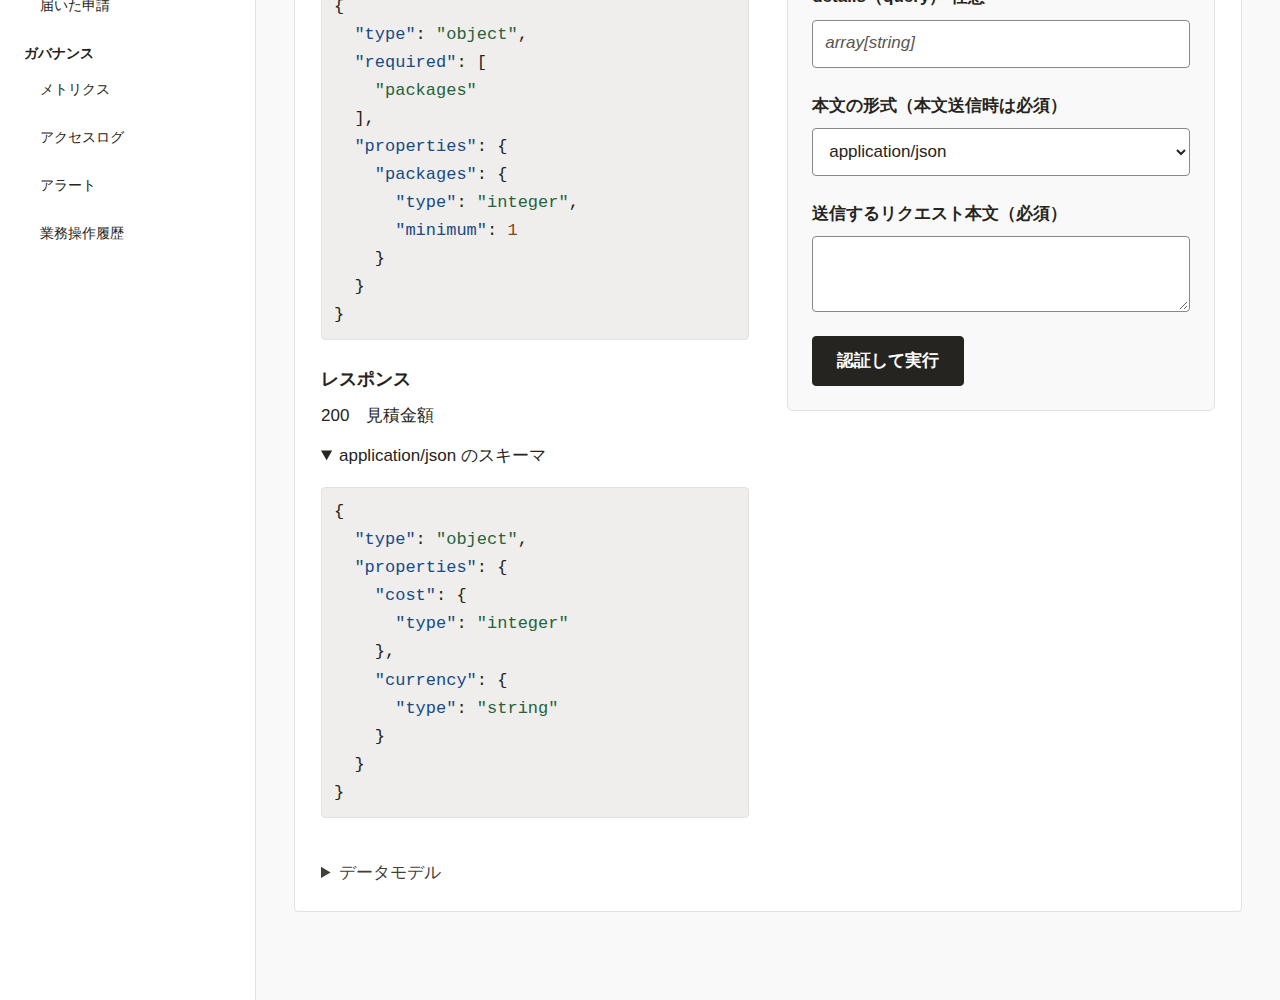 届いた申請
ガバナンス
メトリクス
アクセスログ
アラート
業務操作履歴
{
  "type": "object",
  "required": [
    "packages"
  ],
  "properties": {
    "packages": {
      "type": "integer",
      "minimum": 1
    }
  }
}
レスポンス
200　見積金額
▼ application/json のスキーマ
{
  "type": "object",
  "properties": {
    "cost": {
      "type": "integer"
    },
    "currency": {
      "type": "string"
    }
  }
}
▶ データモデル
details（query） 任意
array[string]
本文の形式（本文送信時は必須）
application/json
送信するリクエスト本文（必須）
認証して実行